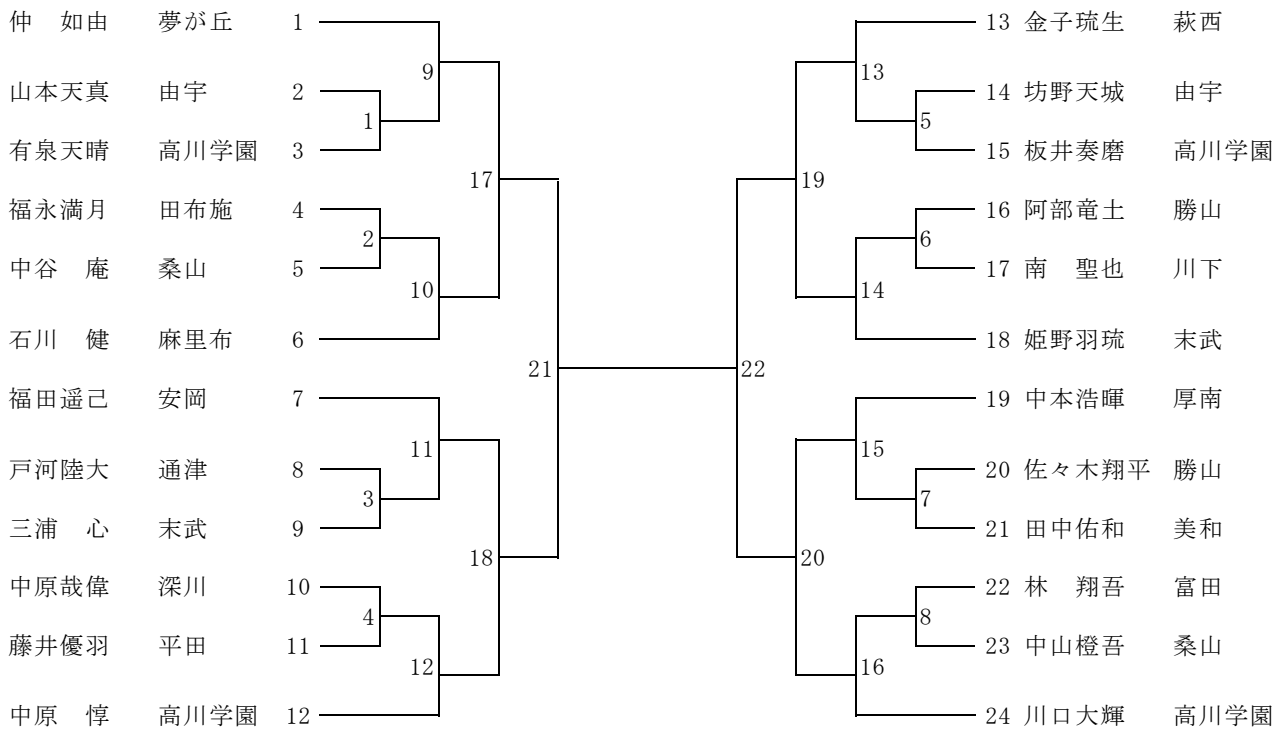 仲　如由　夢が丘　1
9
山本天真　由宇　2
1
有泉天晴　高川学園　3
17
福永満月　田布施　4
2
中谷　庵　桑山　5
10
石川　健　麻里布　6
21
福田遥己　安岡　7
11
戸河陸大　通津　8
3
三浦　心　末武　9
18
中原哉偉　深川　10
4
藤井優羽　平田　11
12
中原　惇　高川学園　12
13 金子琉生　萩西
13
14 坊野天城　由宇
5
15 板井奏磨　高川学園
19
16 阿部竜土　勝山
6
17 南　聖也　川下
14
18 姫野羽琉　末武
22
19 中本浩暉　厚南
15
20 佐々木翔平　勝山
7
21 田中佑和　美和
20
22 林　翔吾　富田
8
23 中山橙吾　桑山
16
24 川口大輝　高川学園